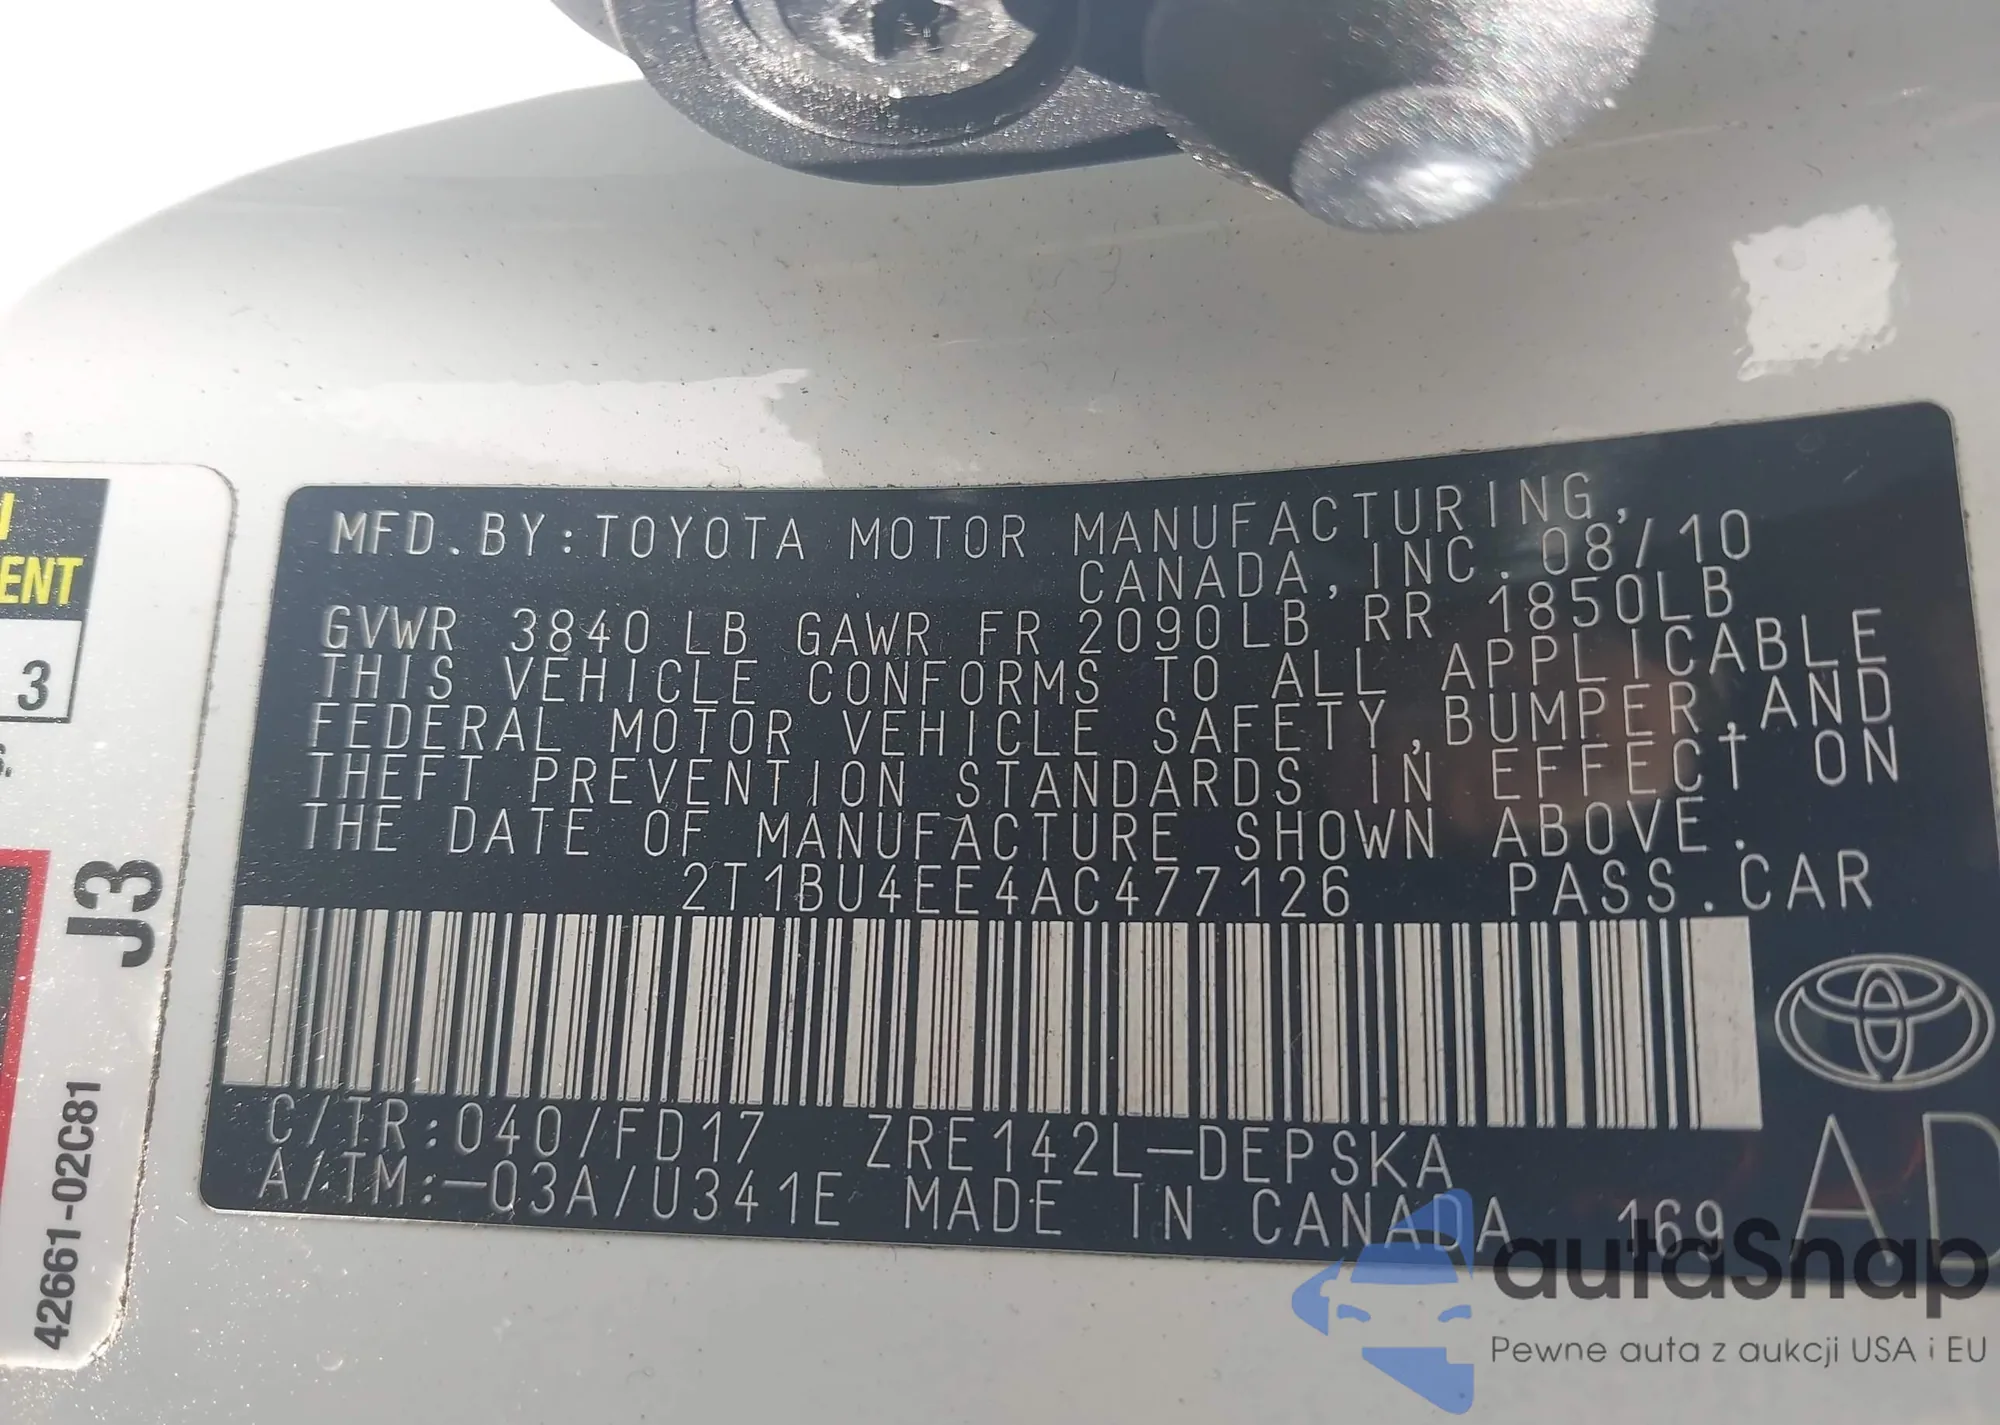 MFD.BY:TOYOTA MOTOR MANUFACTURING,
CANADA,INC. 08/10
GVWR 3840LB GAWR FR 2090LB RR 1850LB
THIS VEHICLE CONFORMS TO ALL APPLICABLE
FEDERAL MOTOR VEHICLE SAFETY,BUMPER,AND
THEFT PREVENTION STANDARDS IN EFFECT ON
THE DATE OF MANUFACTURE SHOWN ABOVE.
2T1BU4EE4AC477126 PASS.CAR
C/TR:040/FD17 ZRE142L-DEPSKA
A/TM:-03A/U341E MADE IN CANADA 169
AD
ENT
3
J3
42661-02C81
autoSnap
Pewne auta z aukcji USA i EU